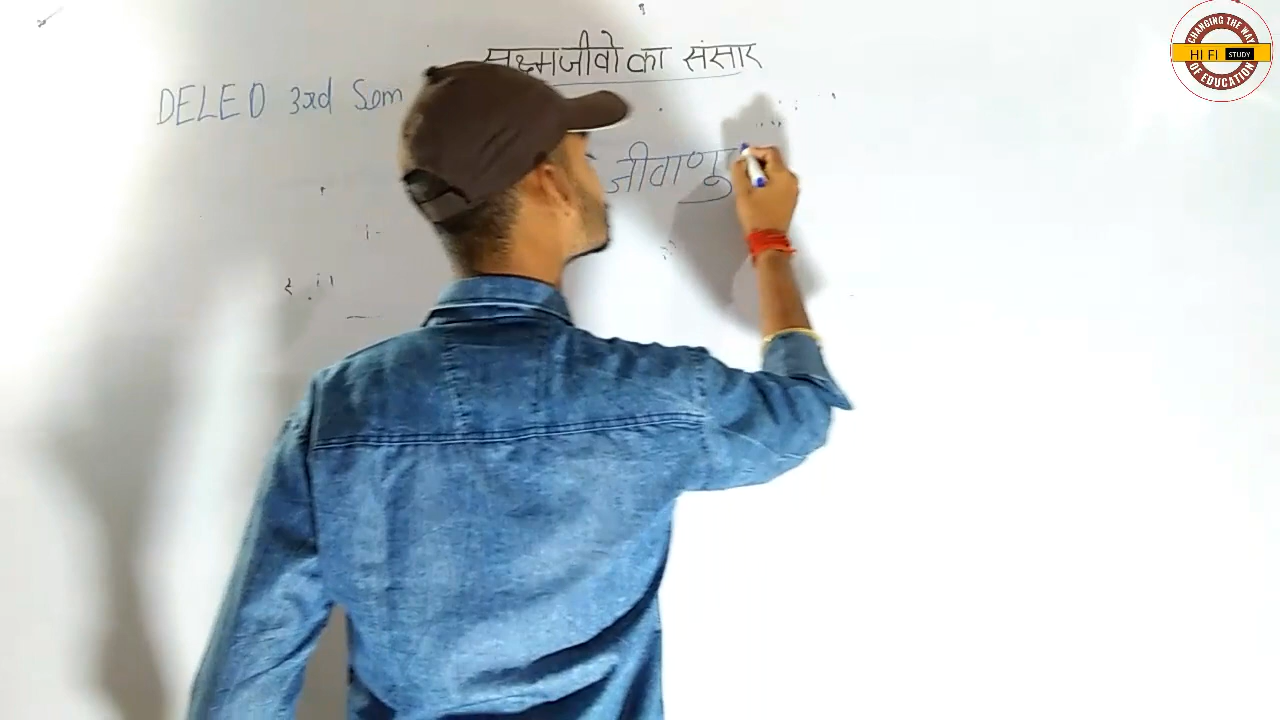 सूक्ष्मजीवो का संसार
DELED 3rd Sem
जीवाणु
CHANGING THE WAY
HI FI STUDY
OF EDUCATION